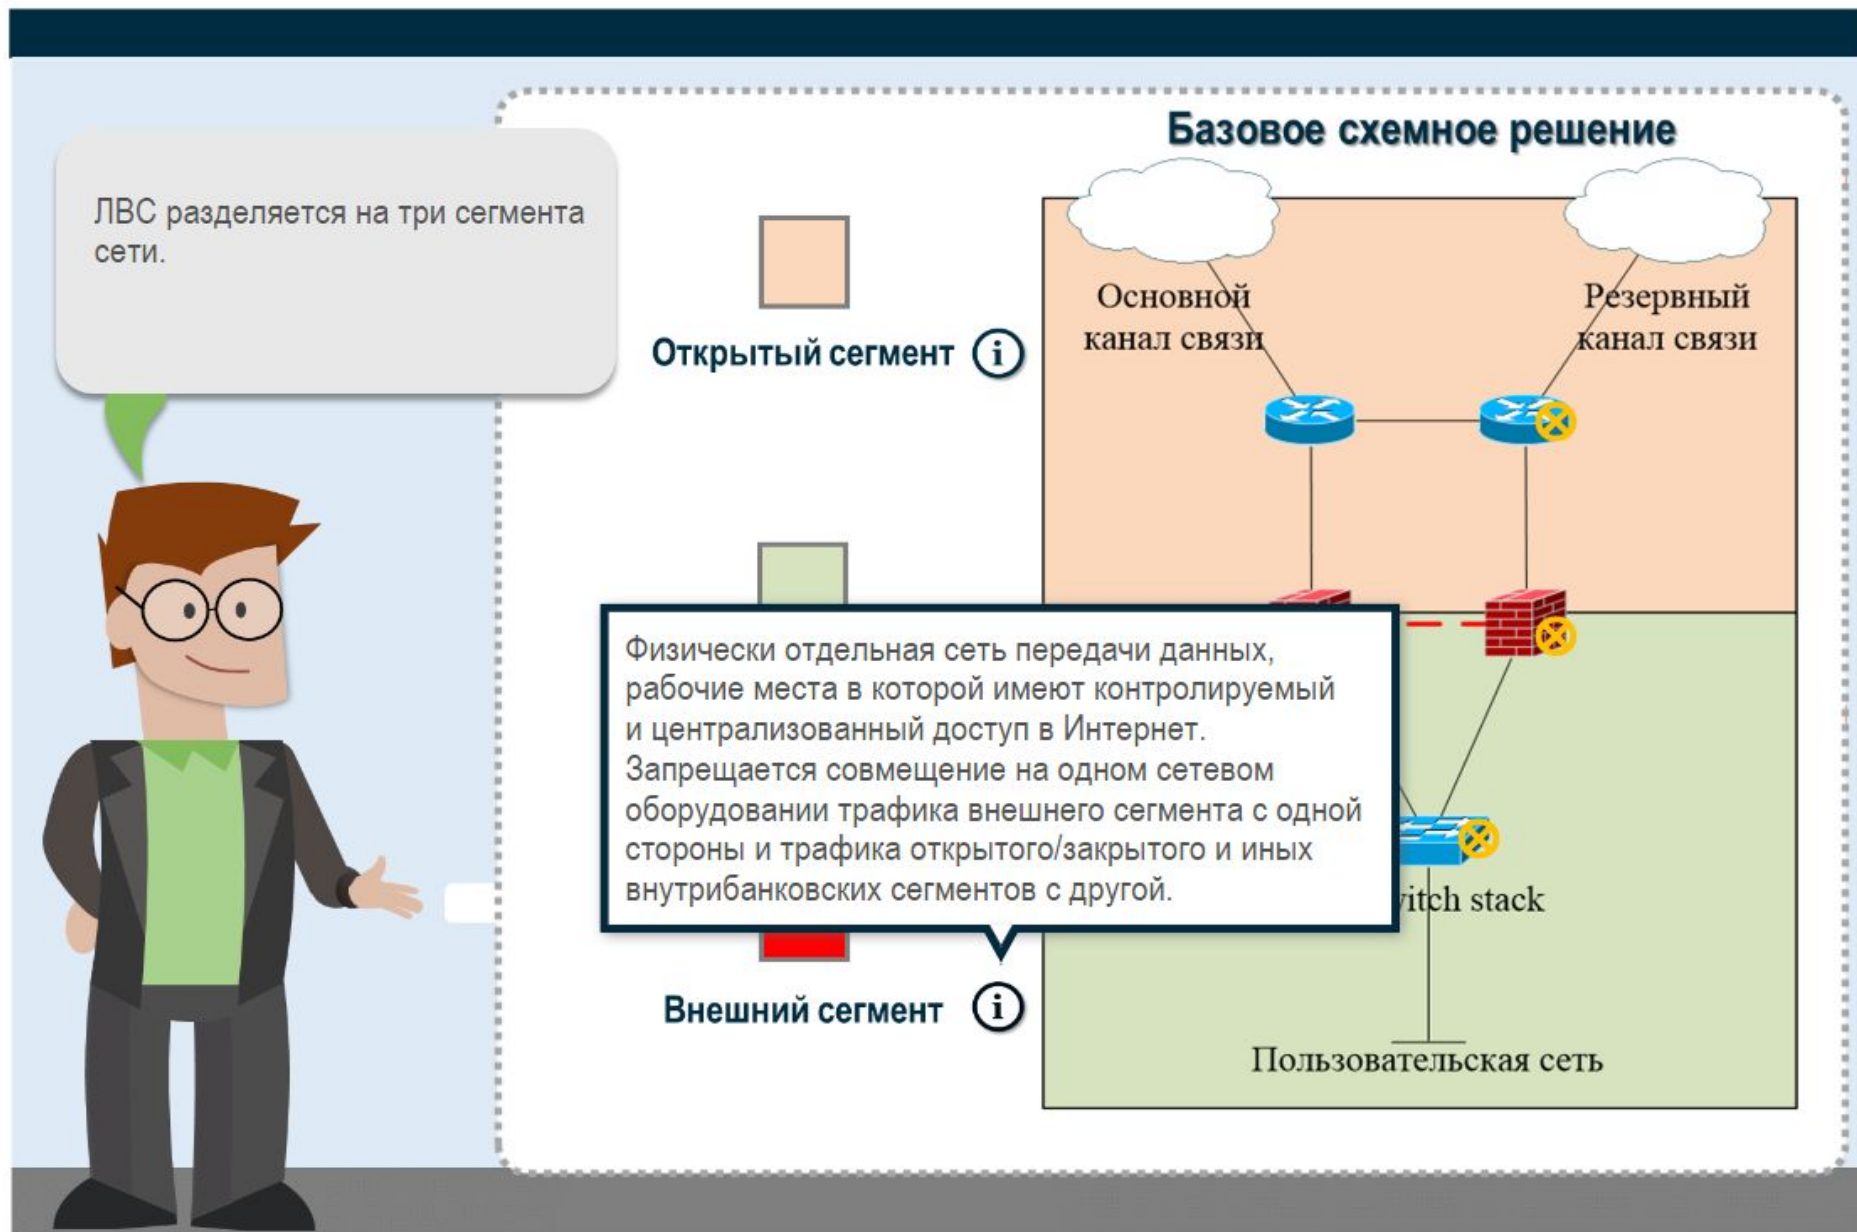 Базовое схемное решение
ЛВС разделяется на три сегмента
сети.
Открытый сегмент
i
Основной
канал связи
Резервный
канал связи
Физически отдельная сеть передачи данных,
рабочие места в которой имеют контролируемый
и централизованный доступ в Интернет.
Запрещается совмещение на одном сетевом
оборудовании трафика внешнего сегмента с одной
стороны и трафика открытого/закрытого и иных
внутрибанковских сегментов с другой.
stack
Внешний сегмент
i
Пользовательская сеть